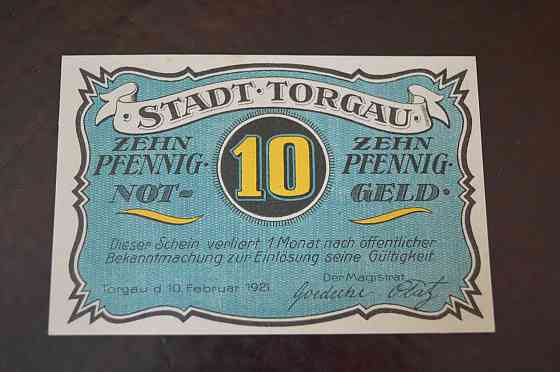 STADT · TORGAU
ZEHN PFENNIG · NOT=
10
ZEHN PFENNIG · GELD ·
Dieser Schein verliert 1 Monat nach öffentlicher
Bekanntmachung zur Einlösung seine Gültigkeit
Der Magistrat
Torgau d. 10. Februar 1921.